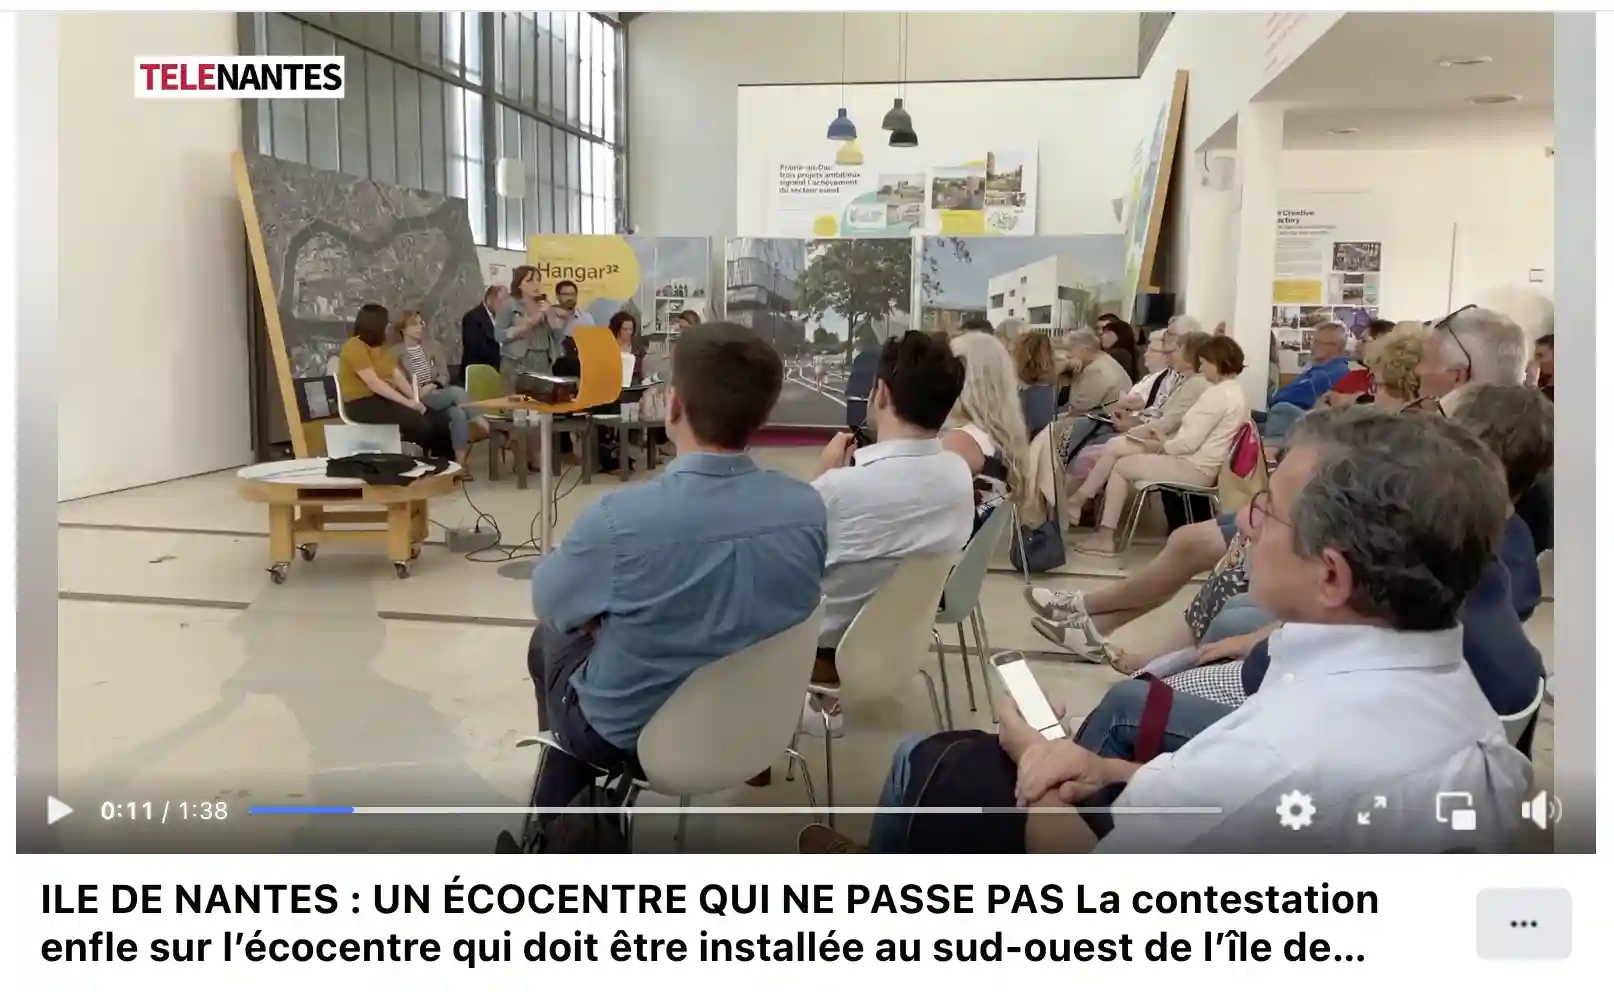 TELENANTES
Prairie-au-Duc
trois projets ambitieux
signent l'achèvement
du secteur ouest
Hangar32
Creative
actory
0:11 / 1:38
ILE DE NANTES : UN ÉCOCENTRE QUI NE PASSE PAS La contestation
enfle sur l'écocentre qui doit être installée au sud-ouest de l'île de...